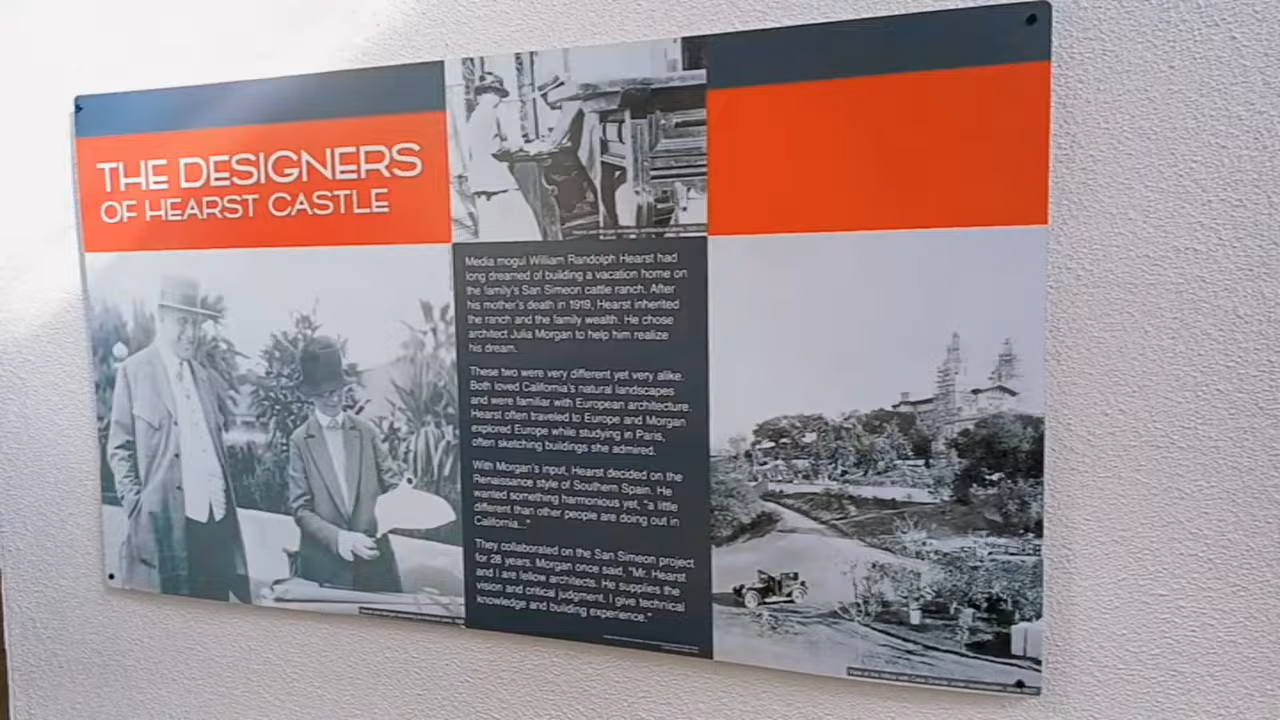 THE DESIGNERS
OF HEARST CASTLE
Media mogul William Randolph Hearst had
long dreamed of building a vacation home on
the family's San Simeon cattle ranch. After
his mother's death in 1919, Hearst inherited
the ranch and the family wealth. He chose
architect Julia Morgan to help him realize
his dream.
These two were very different yet very alike.
Both loved California's natural landscapes
and were familiar with European architecture.
Hearst often traveled to Europe and Morgan
explored Europe while studying in Paris,
often sketching buildings she admired.
With Morgan's input, Hearst decided on the
Renaissance style of Southern Spain. He
wanted something harmonious yet, "a little
different than other people are doing out in
California..."
They collaborated on the San Simeon project
for 28 years. Morgan once said, "Mr. Hearst
and I are fellow architects. He supplies the
vision and critical judgment. I give technical
knowledge and building experience."